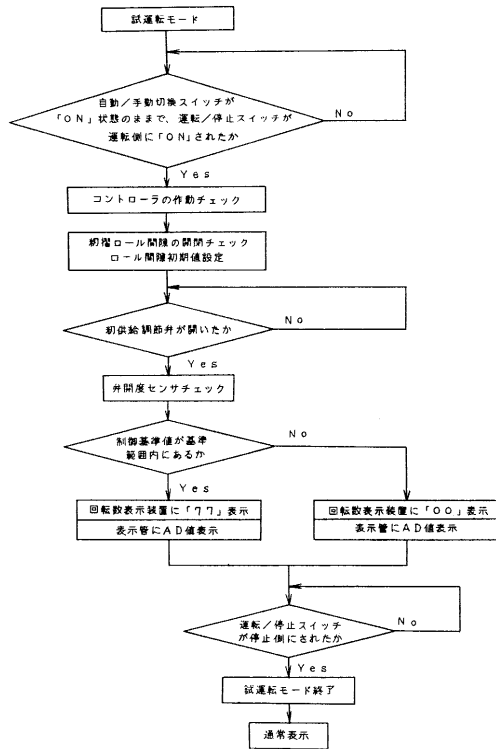 試運転モード
自動／手動切換スイッチが
「ON」状態のままで、運転／停止スイッチが
運転側に「ON」されたか
No
Yes
コントローラの作動チェック
籾摺ロール間隙の開閉チェック
ロール間隙初期値設定
籾供給調節弁が開いたか
No
Yes
弁開度センサチェック
制御基準値が基準
範囲内にあるか
No
Yes
回転数表示装置に「77」表示
表示管にAD値表示
回転数表示装置に「00」表示
表示管にAD値表示
運転／停止スイッチ
が停止側にされたか
No
Yes
試運転モード終了
通常表示